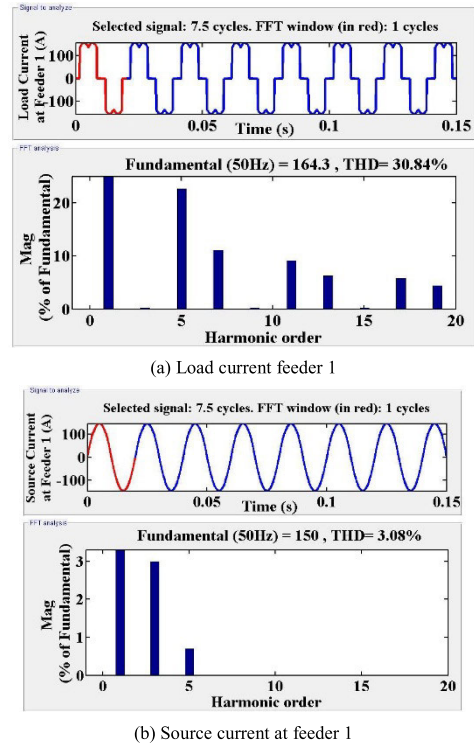 Signal to analyze
Selected signal: 7.5 cycles. FFT window (in red): 1 cycles
Load Current
at Feeder 1 (A)
100
0
-100
0
0.05
0.1
0.15
Time (s)
FFT analysis
Fundamental (50Hz) = 164.3 , THD= 30.84%
Mag
(% of Fundamental)
20
10
0
0
5
10
15
20
Harmonic order
(a) Load current feeder 1
Signal to analyze
Selected signal: 7.5 cycles. FFT window (in red): 1 cycles
Source Current
at Feeder 1 (A)
100
0
-100
0
0.05
0.1
0.15
Time (s)
FFT analysis
Fundamental (50Hz) = 150 , THD= 3.08%
Mag
(% of Fundamental)
3
2
1
0
0
5
10
15
20
Harmonic order
(b) Source current at feeder 1